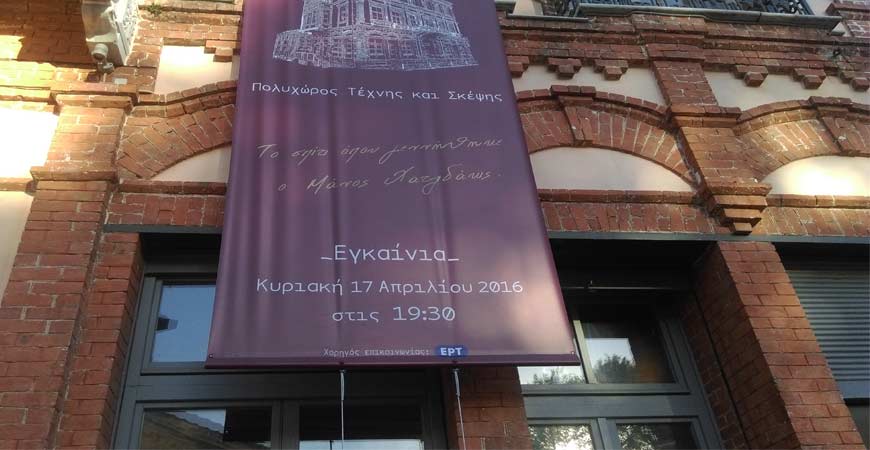 Πολυχώρος Τέχνης και Σκέψης
Το σπίτι όπου γεννήθηκε
ο Μάνος Χατζιδάκις.
_Εγκαίνια_
Κυριακή 17 Απριλίου 2016
στις 19:30
Χορηγός επικοινωνίας: ΕΡΤ